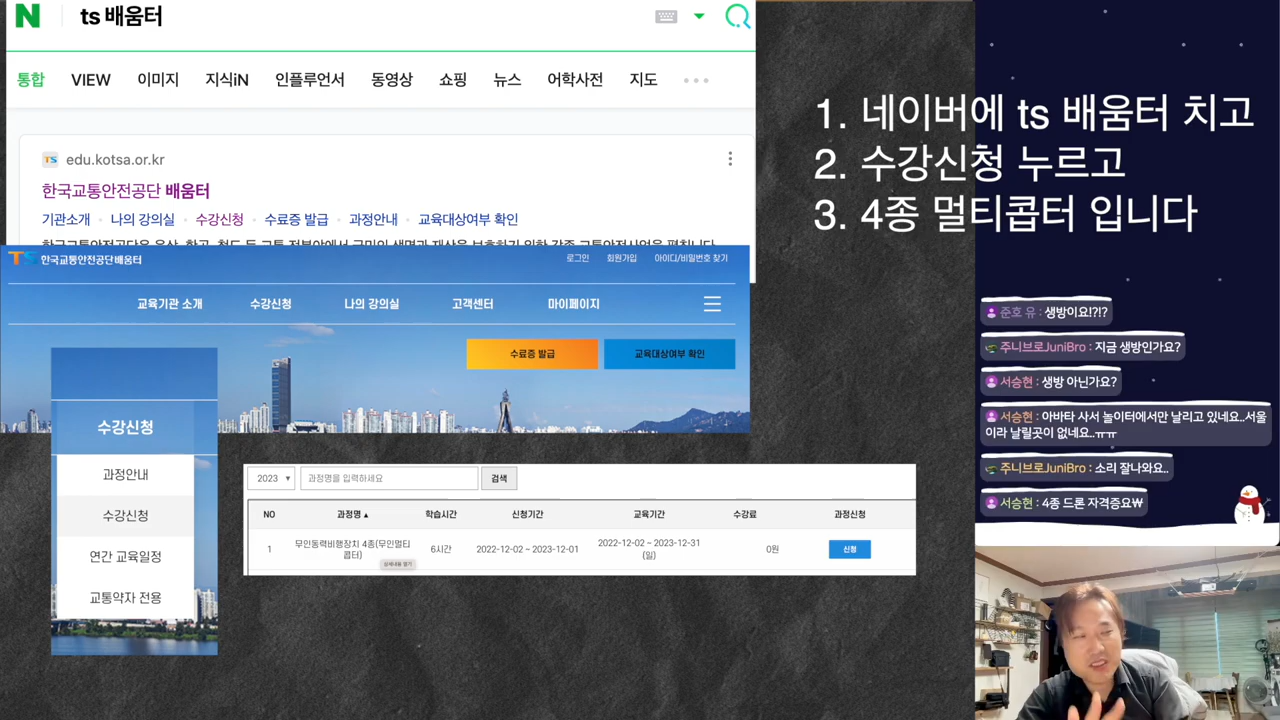 N ts 배움터
통합 VIEW 이미지 지식iN 인플루언서 동영상 쇼핑 뉴스 어학사전 지도
TS edu.kotsa.or.kr
한국교통안전공단 배움터
기관소개 · 나의 강의실 · 수강신청 · 수료증 발급 · 과정안내 · 교육대상여부 확인
TS 한국교통안전공단배움터 로그인 회원가입 아이디/비밀번호 찾기
교육기관 소개 수강신청 나의 강의실 고객센터 마이페이지
수료증 발급 교육대상여부 확인
수강신청
과정안내
수강신청
연간 교육일정
교통약자 전용
2023 ▼ 과정명을 입력하세요 검색
NO 과정명▲ 학습시간 신청기간 교육기간 수강료 과정신청
1 무인동력비행장치 4종(무인멀티
콥터) 6시간 2022-12-02 ~ 2023-12-01 2022-12-02 ~ 2023-12-31
(일) 0원 신청
상세내용 열기
1. 네이버에 ts 배움터 치고
2. 수강신청 누르고
3. 4종 멀티콥터 입니다
준호 유 : 생방이요!?!?
주니브로JuniBro : 지금 생방인가요?
서승현 : 생방 아닌가요?
서승현 : 아바타 사서 놀이터에서만 날리고 있네요..서울
이라 날릴곳이 없네요..ㅠㅠ
주니브로JuniBro : 소리 잘나와요..
서승현 : 4종 드론 자격증요₩